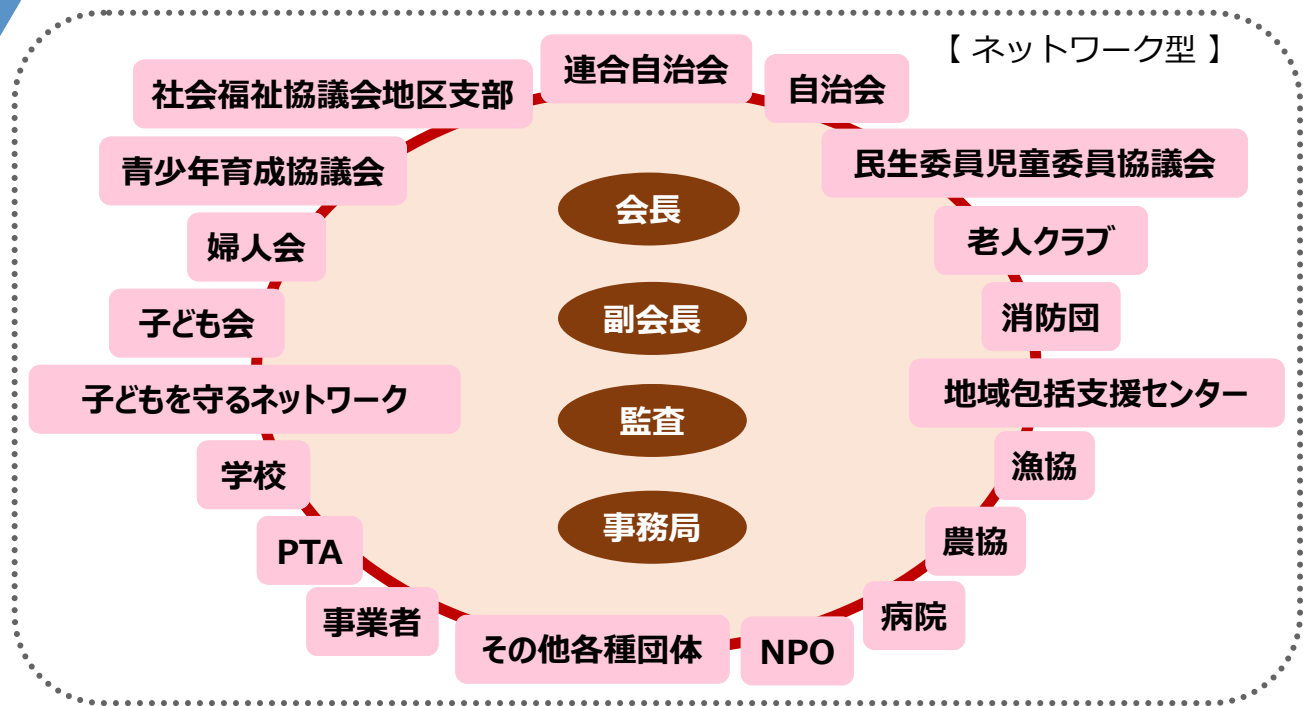 【 ネットワーク型 】
連合自治会
自治会
社会福祉協議会地区支部
民生委員児童委員協議会
青少年育成協議会
老人クラブ
婦人会
消防団
子ども会
地域包括支援センター
子どもを守るネットワーク
漁協
学校
農協
PTA
病院
事業者
NPO
その他各種団体
会長
副会長
監査
事務局